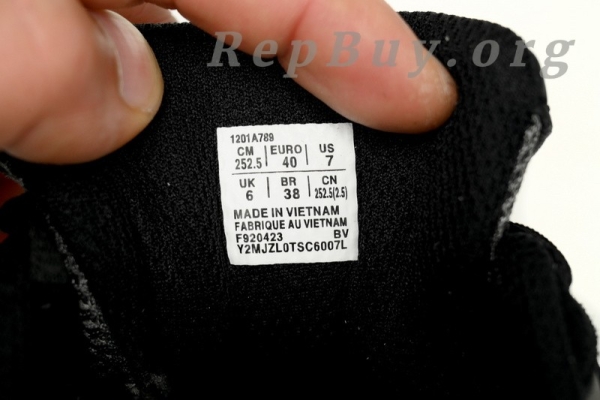 RepBuy.org
1201A789
CM | EURO | US
252.5 | 40 | 7
UK | BR | CN
6 | 38 | 252.5(2.5)
MADE IN VIETNAM
FABRIQUE AU VIETNAM
F920423 BV
Y2MJZL0TSC6007L